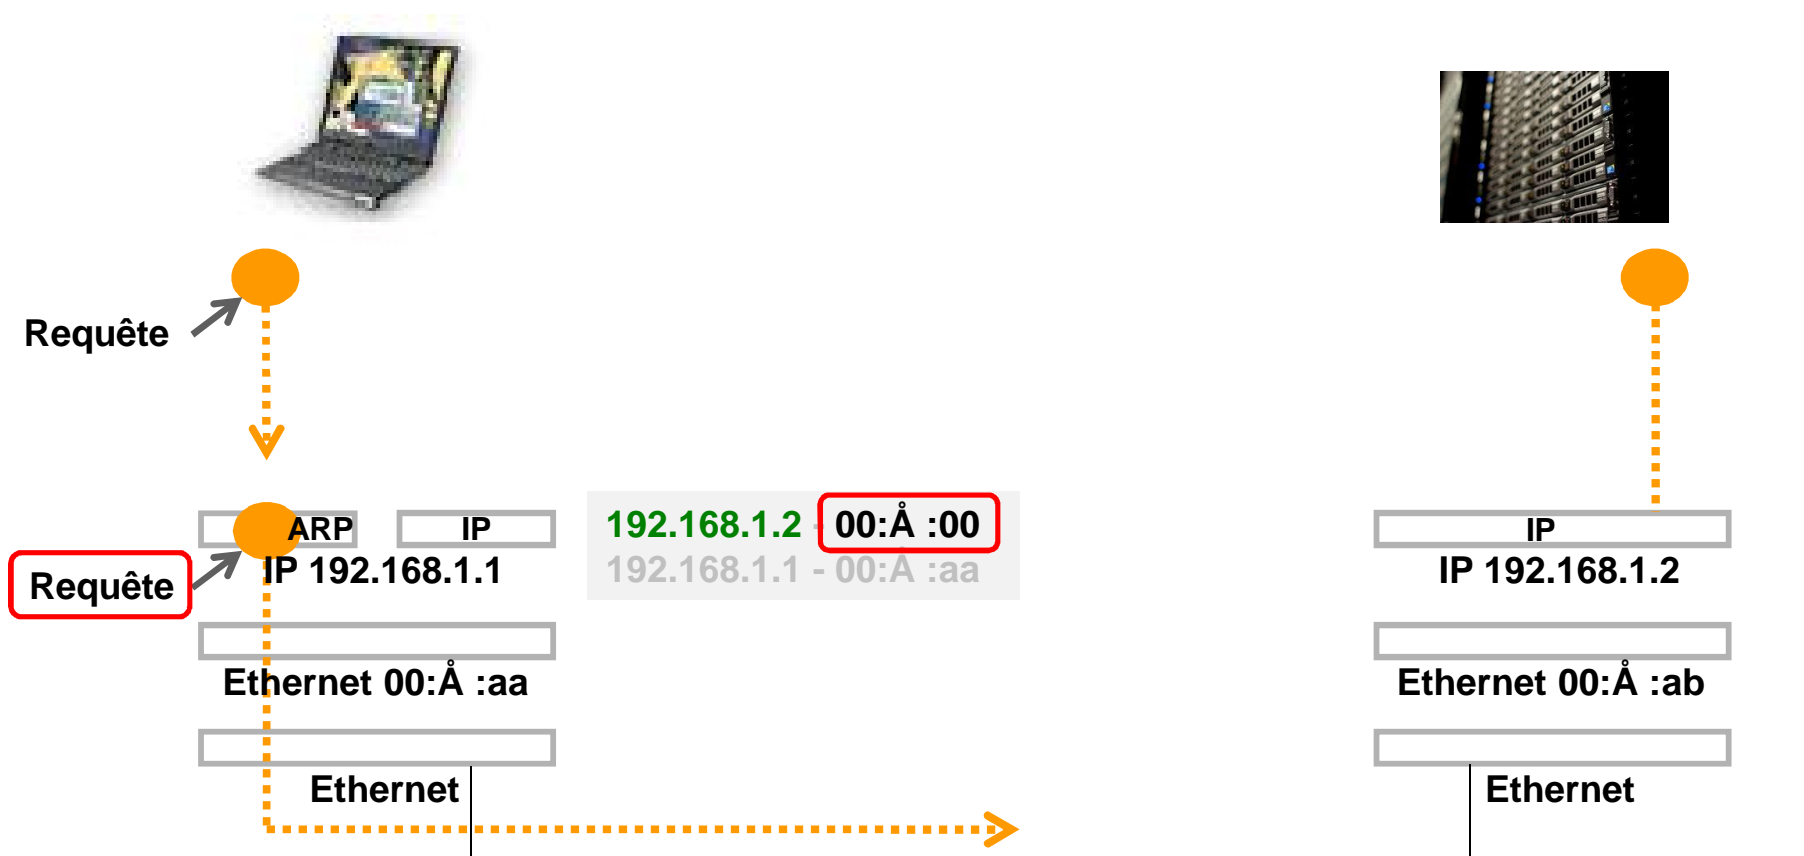 Requête
ARP
IP
192.168.1.2 - 00:Å :00
IP
Requête
IP 192.168.1.1
192.168.1.1 - 00:Å :aa
IP 192.168.1.2
Ethernet 00:Å :aa
Ethernet 00:Å :ab
Ethernet
Ethernet